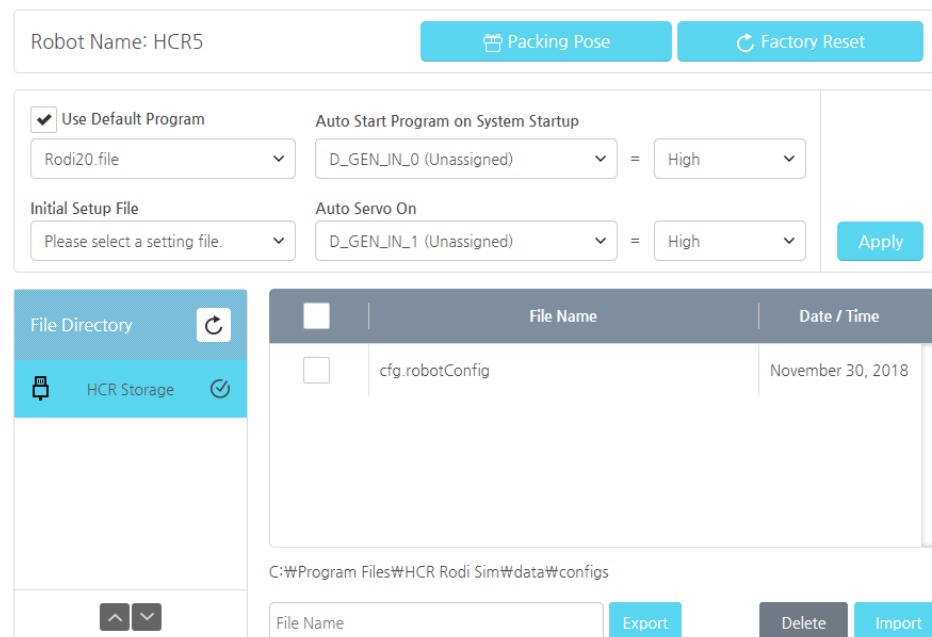 Robot Name: HCR5
Packing Pose
Factory Reset
Use Default Program
Auto Start Program on System Startup
Rodi20.file
D_GEN_IN_0 (Unassigned)
=
High
Initial Setup File
Auto Servo On
Please select a setting file.
D_GEN_IN_1 (Unassigned)
=
High
Apply
File Directory
File Name
Date / Time
HCR Storage
cfg.robotConfig
November 30, 2018
C:₩Program Files₩HCR Rodi Sim₩data₩configs
File Name
Export
Delete
Import